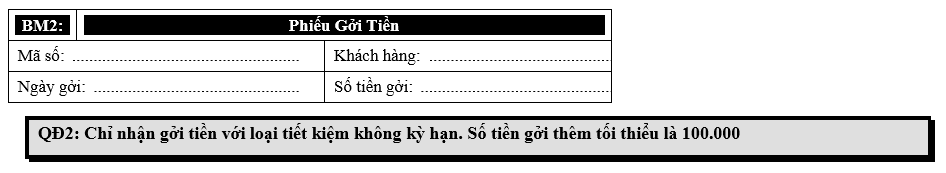 BM2: Phiếu Gởi Tiền
Mã số: ..................................................... Khách hàng: ..........................................
Ngày gởi: ................................................ Số tiền gởi: ............................................
QĐ2: Chỉ nhận gởi tiền với loại tiết kiệm không kỳ hạn. Số tiền gởi thêm tối thiểu là 100.000